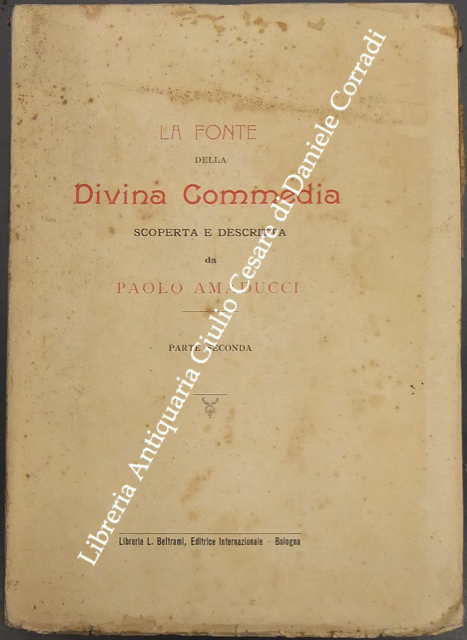 LA FONTE
DELLA
Divina Commedia
SCOPERTA E DESCRITTA
da
PAOLO AMADUCCI
PARTE SECONDA
Libreria L. Beltrami, Editrice Internazionale - Bologna
Libreria Antiquaria Giulio Cesare di Daniele Corradi